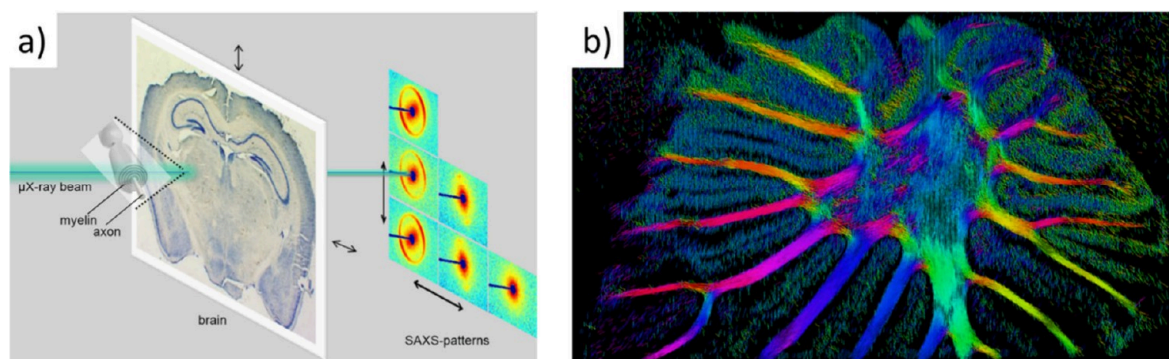 a)
µX-ray beam
myelin
axon
brain
SAXS-patterns
b)